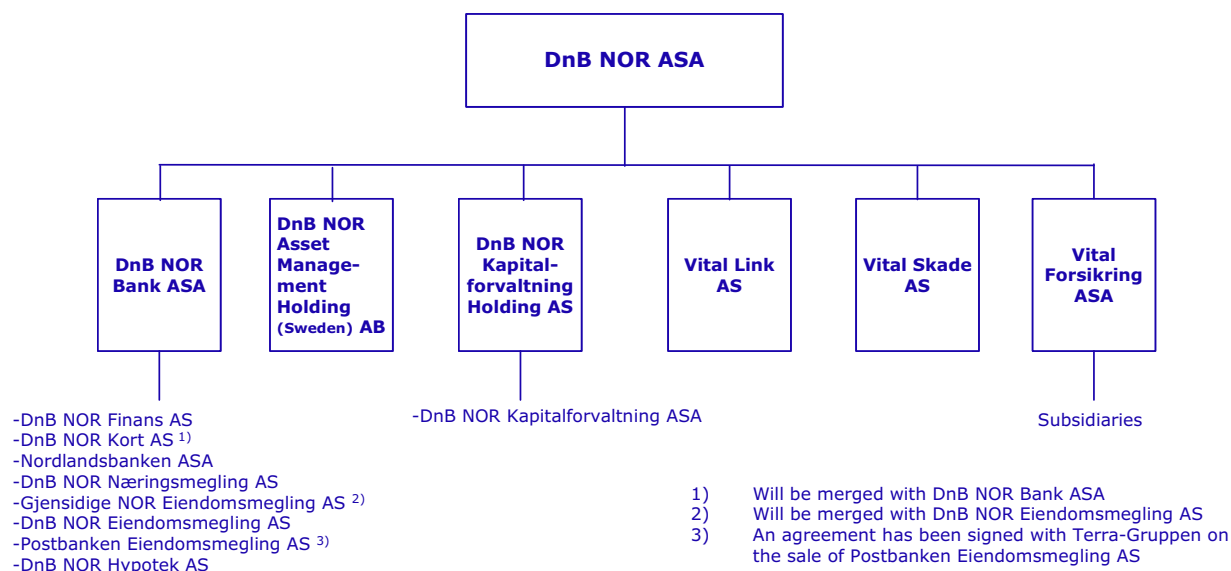 DnB NOR ASA
DnB NOR
Bank ASA
DnB NOR
Asset
Manage-
ment
Holding
(Sweden) AB
DnB NOR
Kapital-
forvaltning
Holding AS
Vital Link
AS
Vital Skade
AS
Vital
Forsikring
ASA
-DnB NOR Finans AS
-DnB NOR Kort AS 1)
-Nordlandsbanken ASA
-DnB NOR Næringsmegling AS
-Gjensidige NOR Eiendomsmegling AS 2)
-DnB NOR Eiendomsmegling AS
-Postbanken Eiendomsmegling AS 3)
-DnB NOR Hypotek AS
-DnB NOR Kapitalforvaltning ASA
Subsidiaries
1) Will be merged with DnB NOR Bank ASA
2) Will be merged with DnB NOR Eiendomsmegling AS
3) An agreement has been signed with Terra-Gruppen on
the sale of Postbanken Eiendomsmegling AS